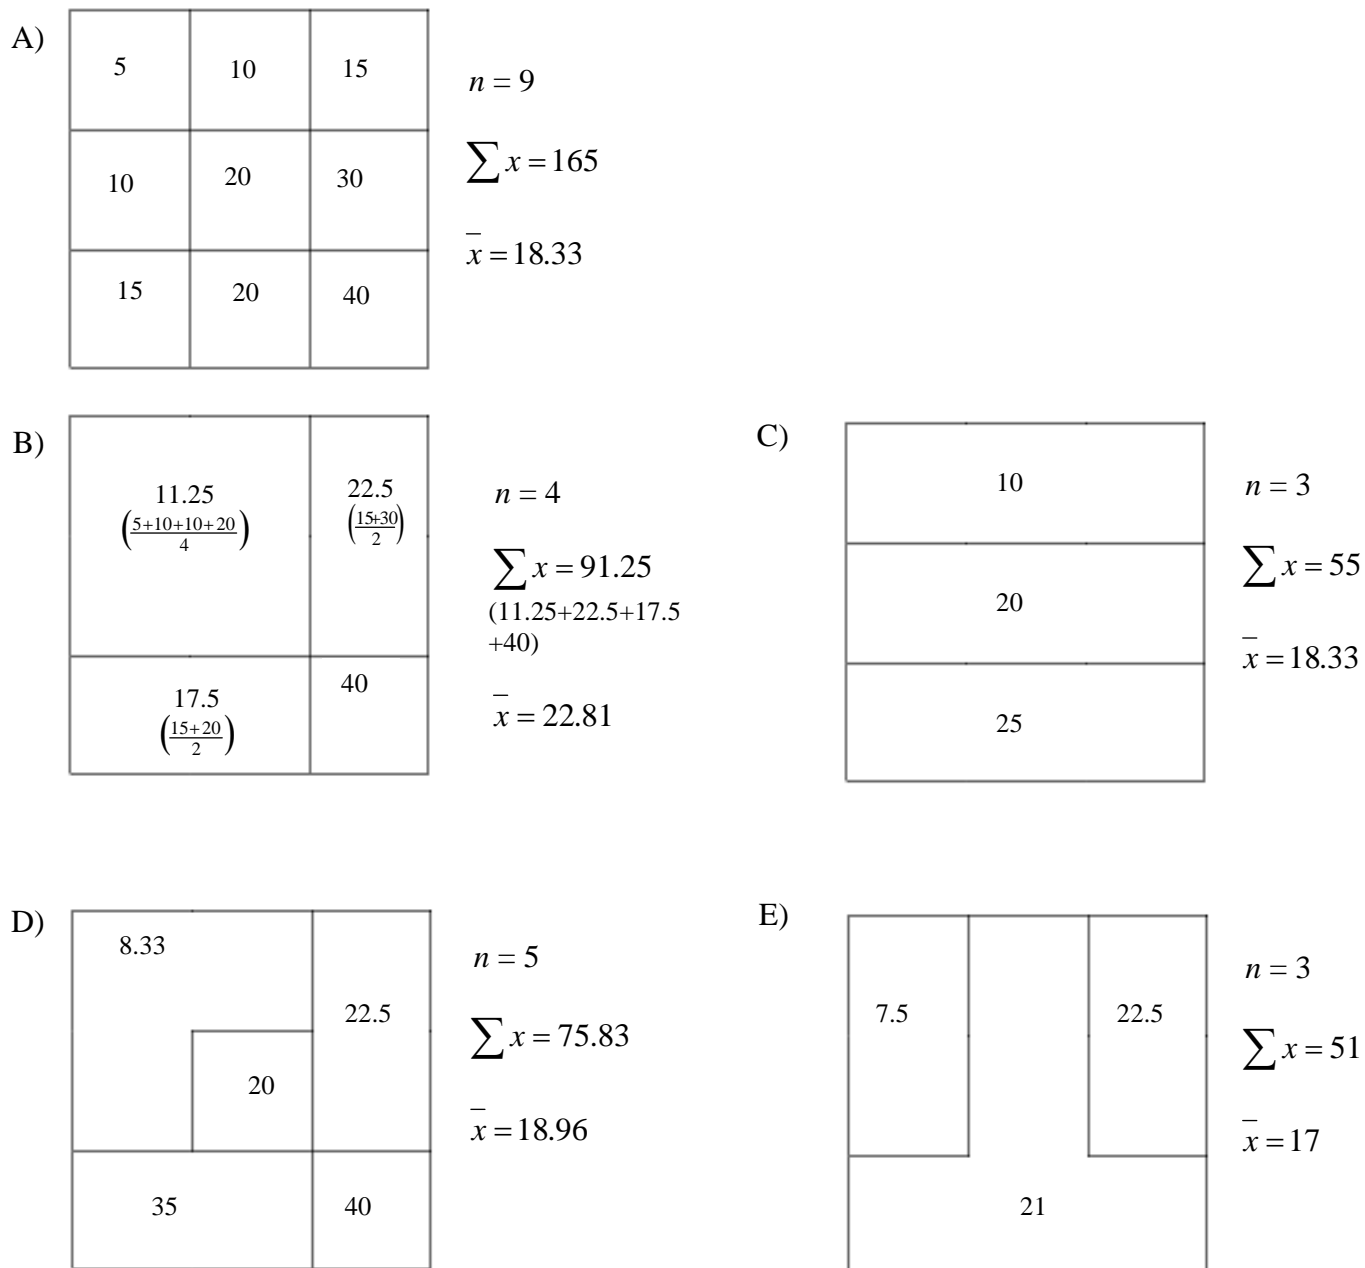 A)
5 10 15
n = 9
10 20 30
∑ x = 165
15 20 40
x̄ = 18.33
B)
11.25
(5+10+10+20 / 4)
22.5
(15+30 / 2)
17.5
(15+20 / 2)
40
n = 4
∑ x = 91.25
(11.25+22.5+17.5
+40)
x̄ = 22.81
C)
10
20
25
n = 3
∑ x = 55
x̄ = 18.33
D)
8.33
22.5
20
35
40
n = 5
∑ x = 75.83
x̄ = 18.96
E)
7.5
22.5
21
n = 3
∑ x = 51
x̄ = 17